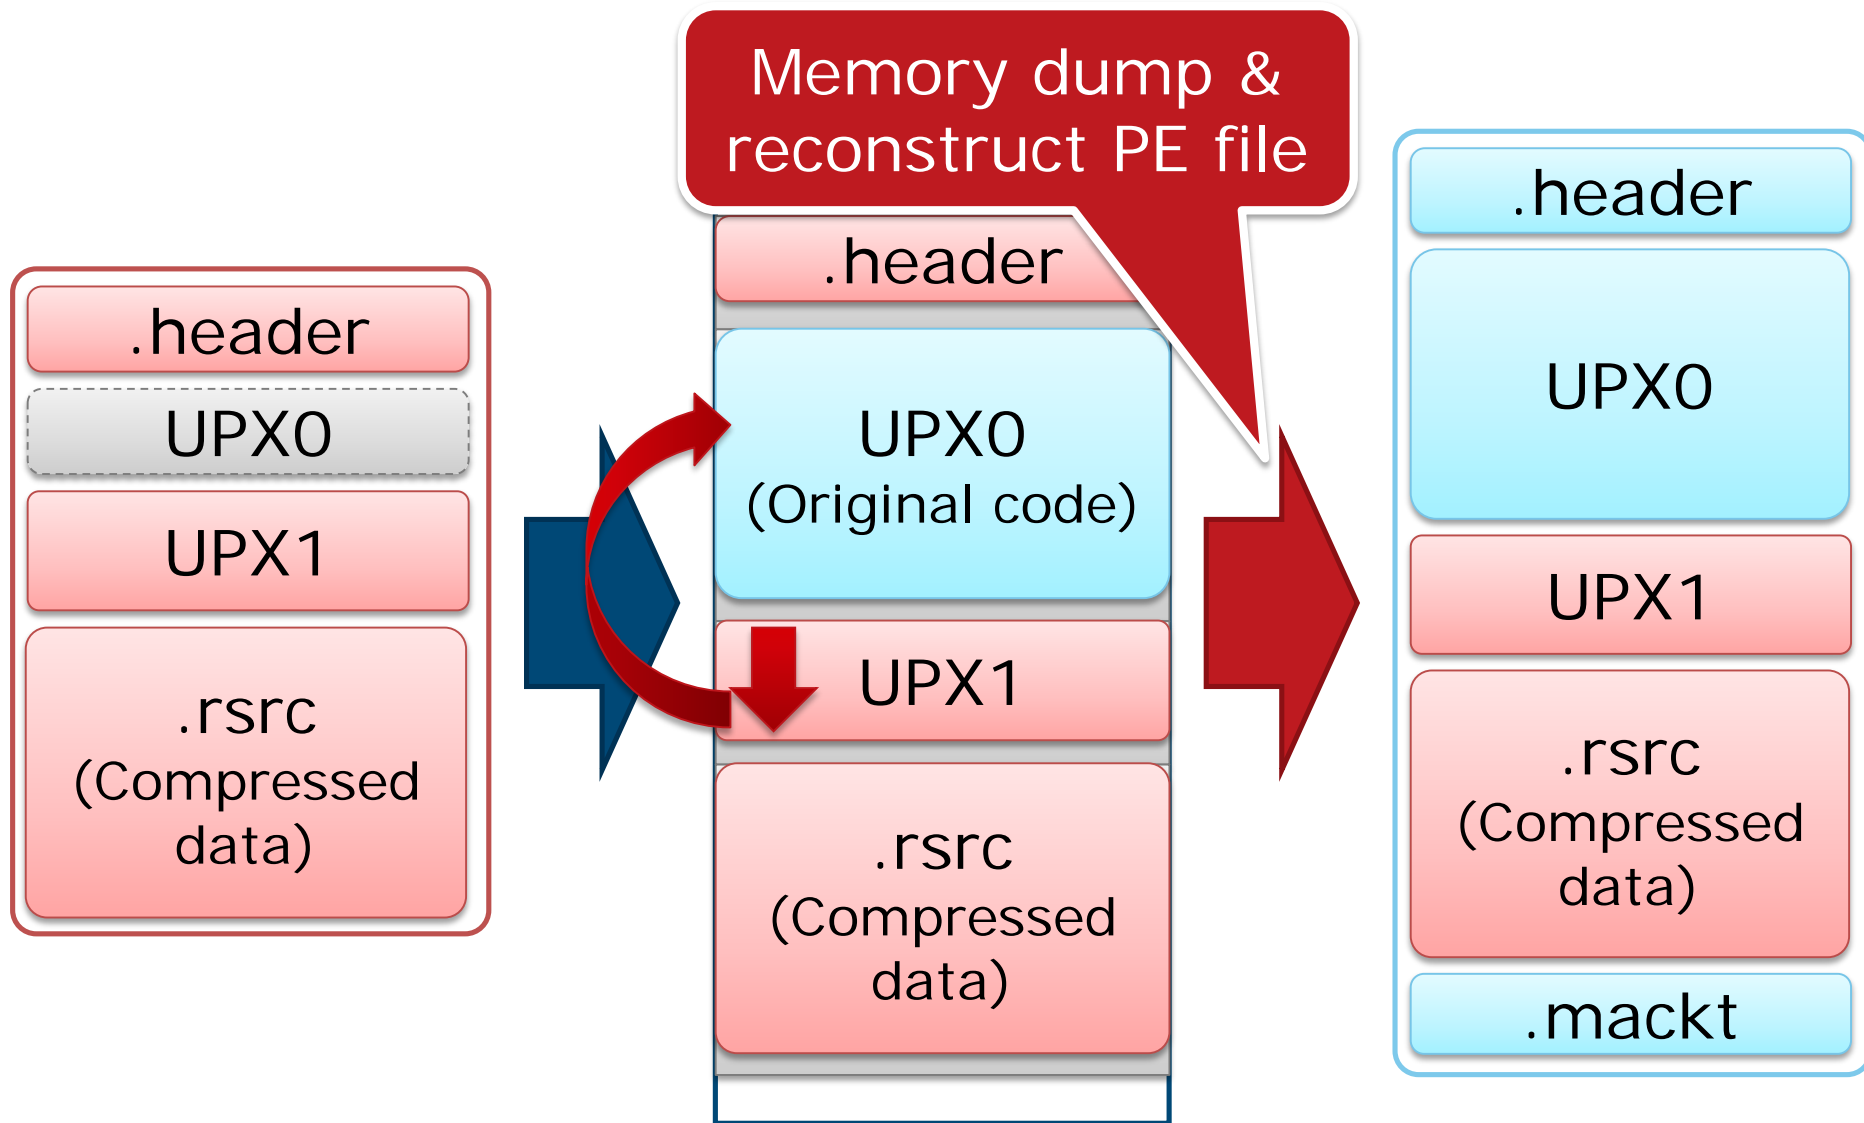 Memory dump &
reconstruct PE file
.header
UPX0
UPX1
.rsrc
(Compressed
data)
.header
UPX0
(Original code)
UPX1
.rsrc
(Compressed
data)
.header
UPX0
UPX1
.rsrc
(Compressed
data)
.mackt